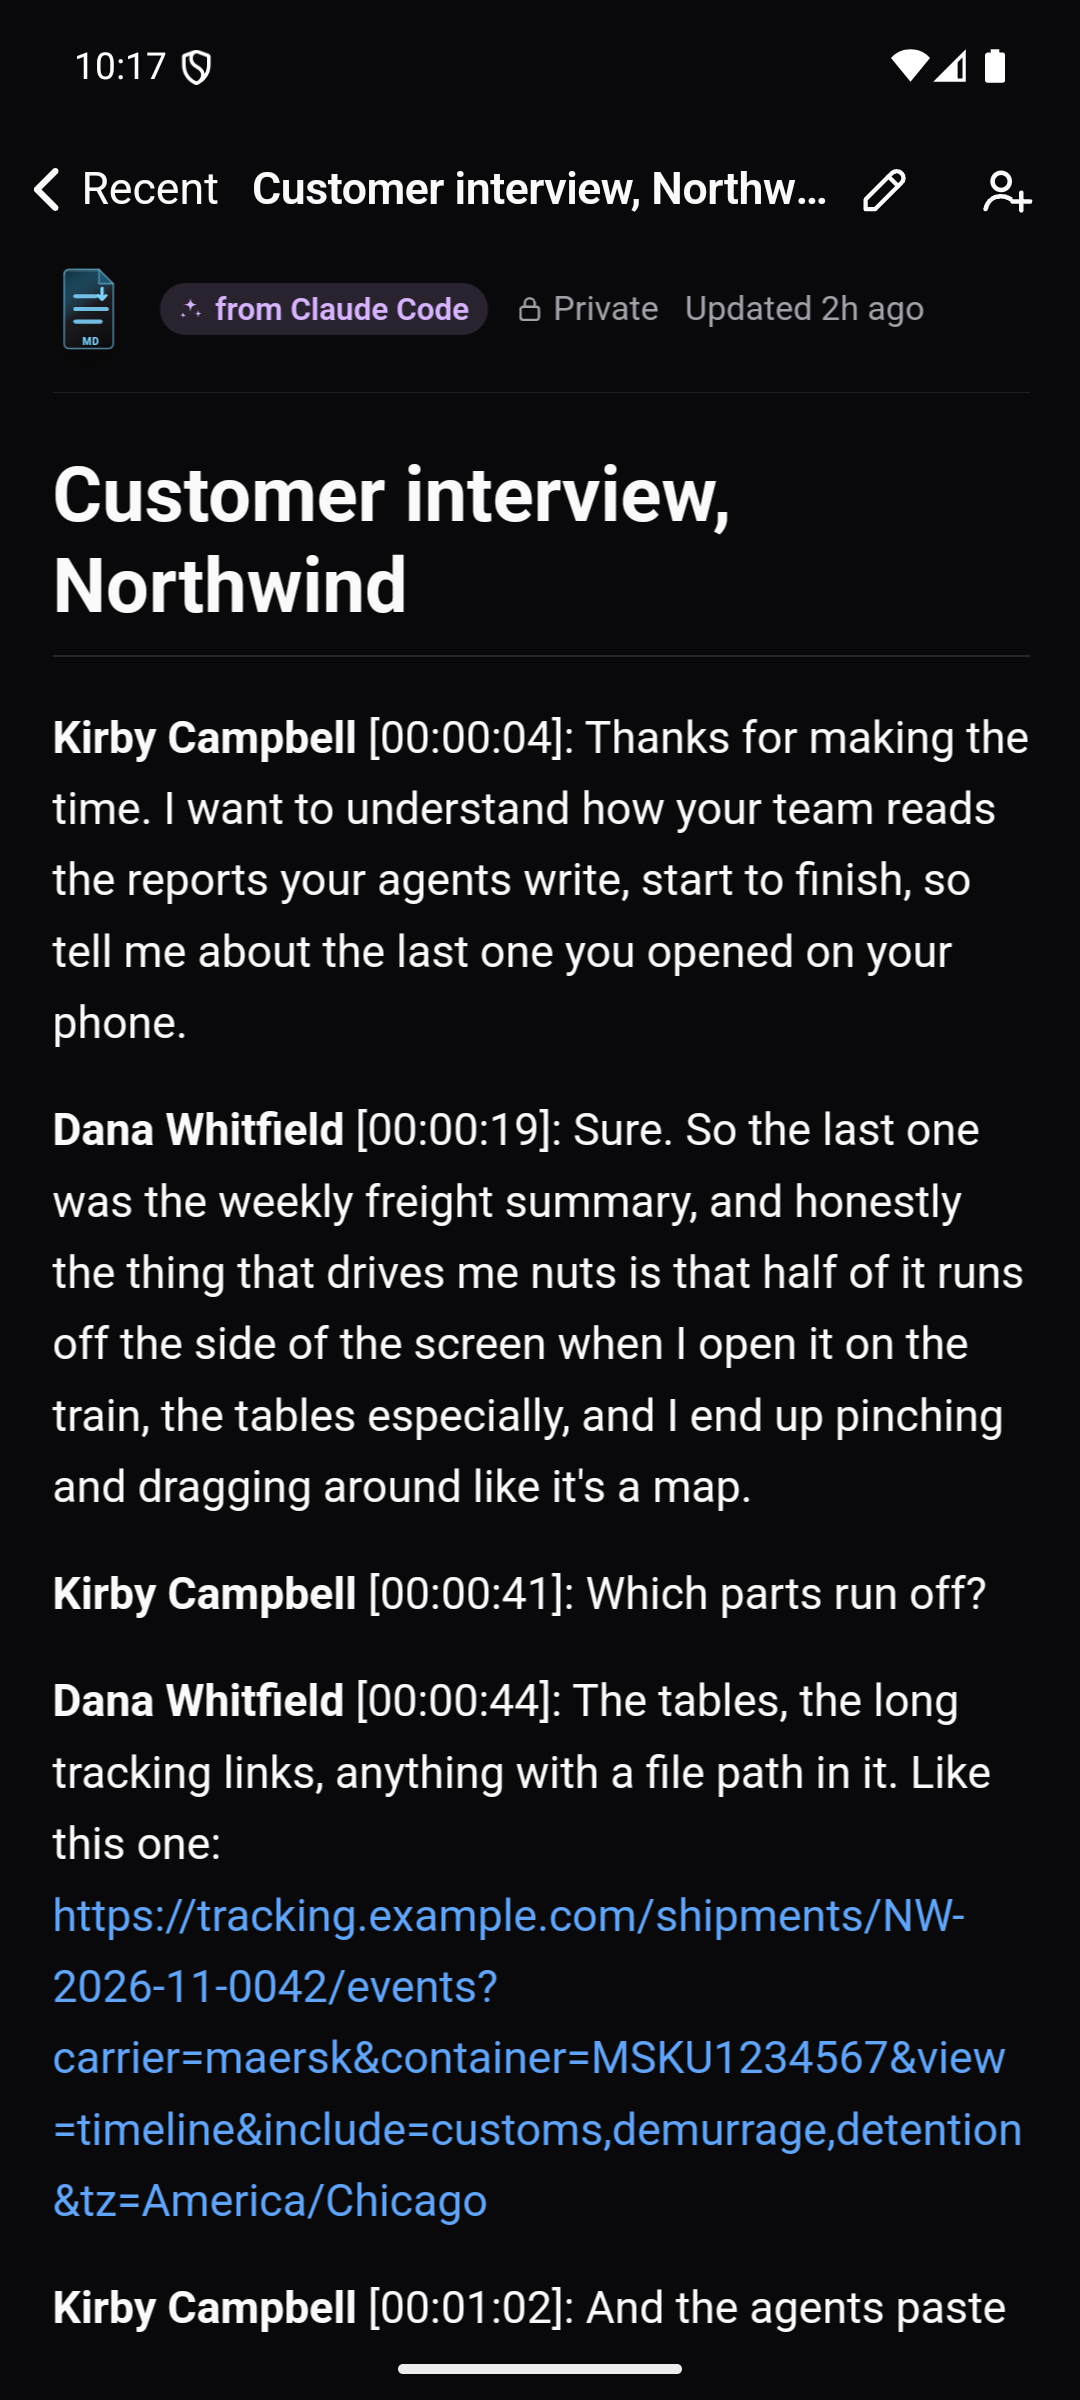 10:17
Recent Customer interview, Northw...
MD
from Claude Code Private Updated 2h ago
Customer interview,
Northwind
Kirby Campbell [00:00:04]: Thanks for making the
time. I want to understand how your team reads
the reports your agents write, start to finish, so
tell me about the last one you opened on your
phone.
Dana Whitfield [00:00:19]: Sure. So the last one
was the weekly freight summary, and honestly
the thing that drives me nuts is that half of it runs
off the side of the screen when I open it on the
train, the tables especially, and I end up pinching
and dragging around like it's a map.
Kirby Campbell [00:00:41]: Which parts run off?
Dana Whitfield [00:00:44]: The tables, the long
tracking links, anything with a file path in it. Like
this one:
https://tracking.example.com/shipments/NW-
2026-11-0042/events?
carrier=maersk&container=MSKU1234567&view
=timeline&include=customs,demurrage,detention
&tz=America/Chicago
Kirby Campbell [00:01:02]: And the agents paste